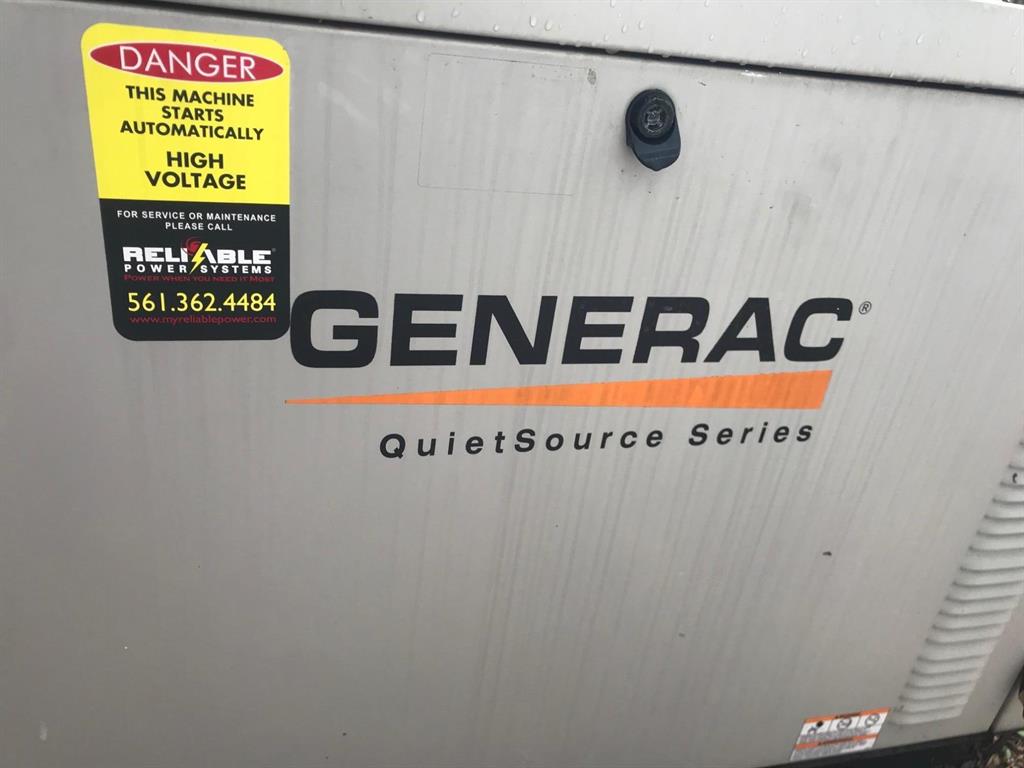 DANGER
THIS MACHINE
STARTS
AUTOMATICALLY
HIGH
VOLTAGE
FOR SERVICE OR MAINTENANCE
PLEASE CALL
RELIABLE
POWER SYSTEMS
POWER WHEN YOU NEED IT MOST
561.362.4484
www.myreliablepower.com
GENERAC®
QuietSource Series